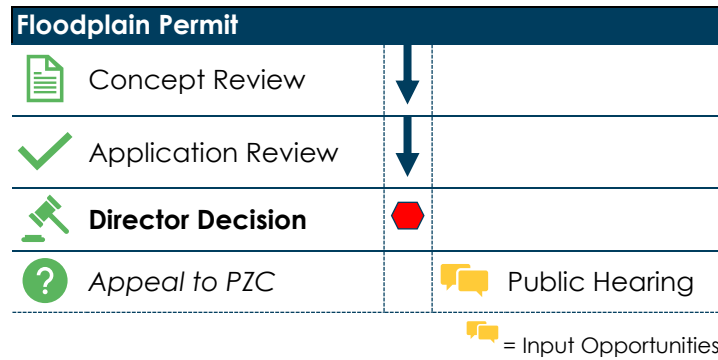 Floodplain Permit
Concept Review
Application Review
Director Decision
? Appeal to PZC Public Hearing
= Input Opportunities